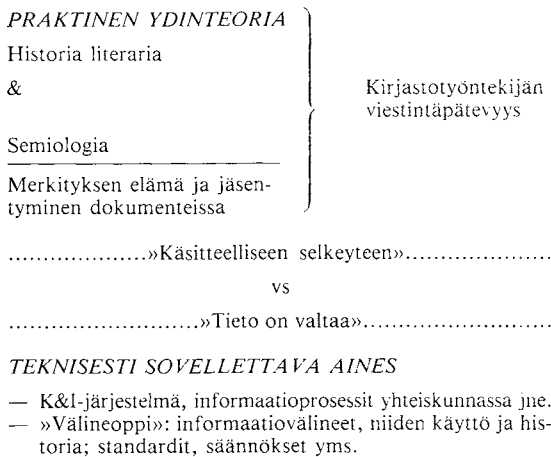 PRAKTINEN YDINTEORIA
Historia literaria
&
Semiologia
Merkityksen elämä ja jäsen-
tyminen dokumenteissa
Kirjastotyöntekijän
viestintäpätevyys
.....................»Käsitteelliseen selkeyteen»......................
vs
.............................»Tieto on valtaa».............................
TEKNISESTI SOVELLETTAVA AINES
— K&I-järjestelmä, informaatioprosessit yhteiskunnassa jne.
— »Välineoppi»: informaatiovälineet, niiden käyttö ja his-
toria; standardit, säännökset yms.